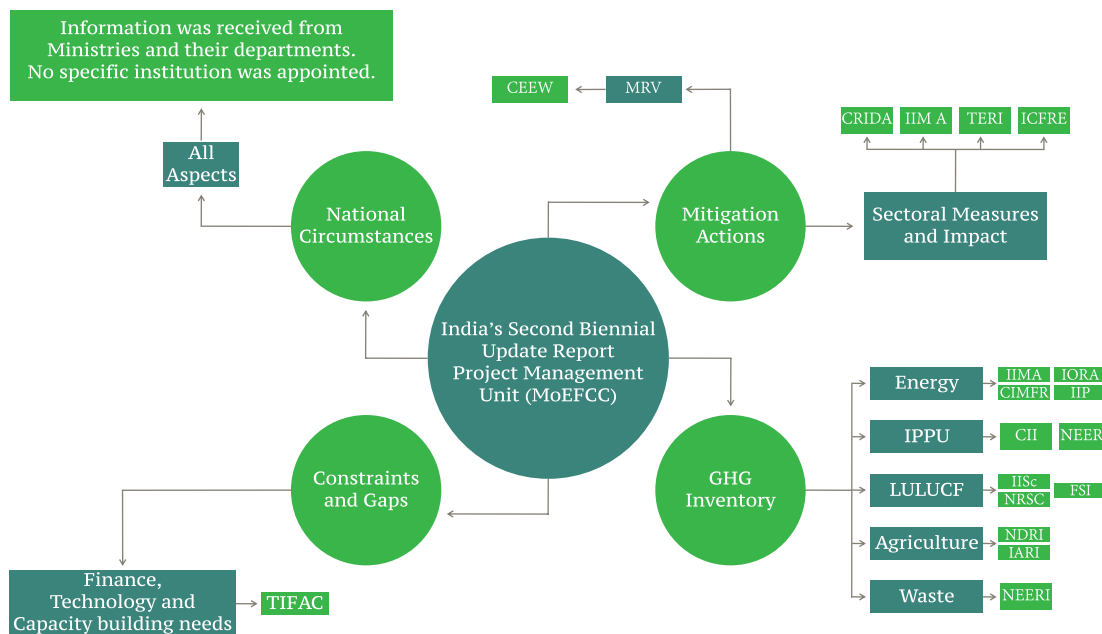 Information was received from
Ministries and their departments.
No specific institution was appointed.
All
Aspects
National
Circumstances
CEEW
MRV
Mitigation
Actions
CRIDA
IIM A
TERI
ICFRE
Sectoral Measures
and Impact
India’s Second Biennial
Update Report
Project Management
Unit (MoEFCC)
Constraints
and Gaps
Finance,
Technology and
Capacity building needs
TIFAC
GHG
Inventory
Energy
IIMA
IORA
CIMFR
IIP
IPPU
CII
NEER
LULUCF
IISc
FSI
NRSC
Agriculture
NDRI
IARI
Waste
NEERI